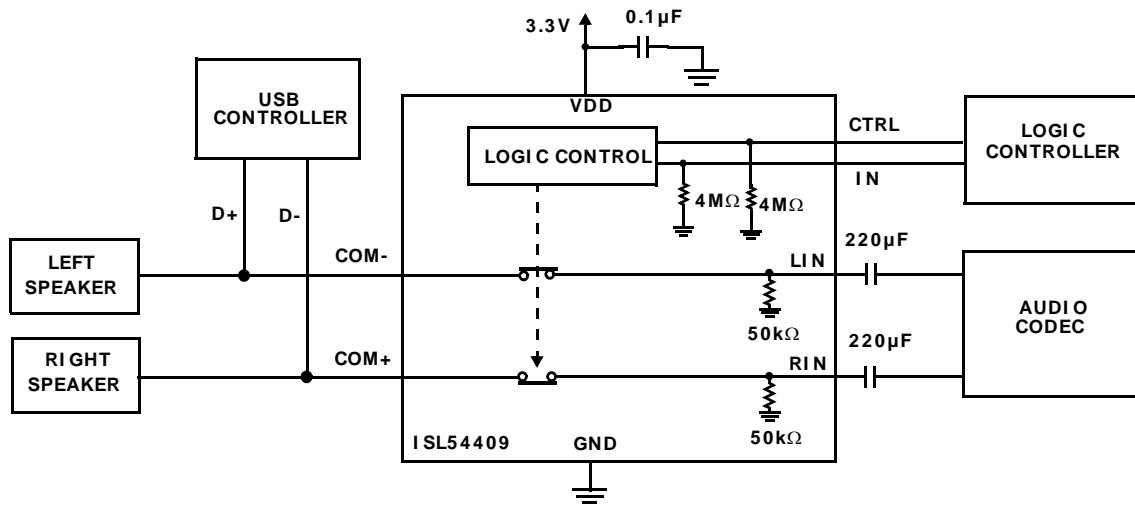 3.3V
0.1µF
USB
CONTROLLER
VDD
LOGIC CONTROL
CTRL
IN
LOGIC
CONTROLLER
4MΩ
4MΩ
D+
D-
220µF
LEFT
SPEAKER
COM-
LIN
AUDIO
CODEC
50kΩ
220µF
RIGHT
SPEAKER
COM+
RIN
50kΩ
ISL54409
GND